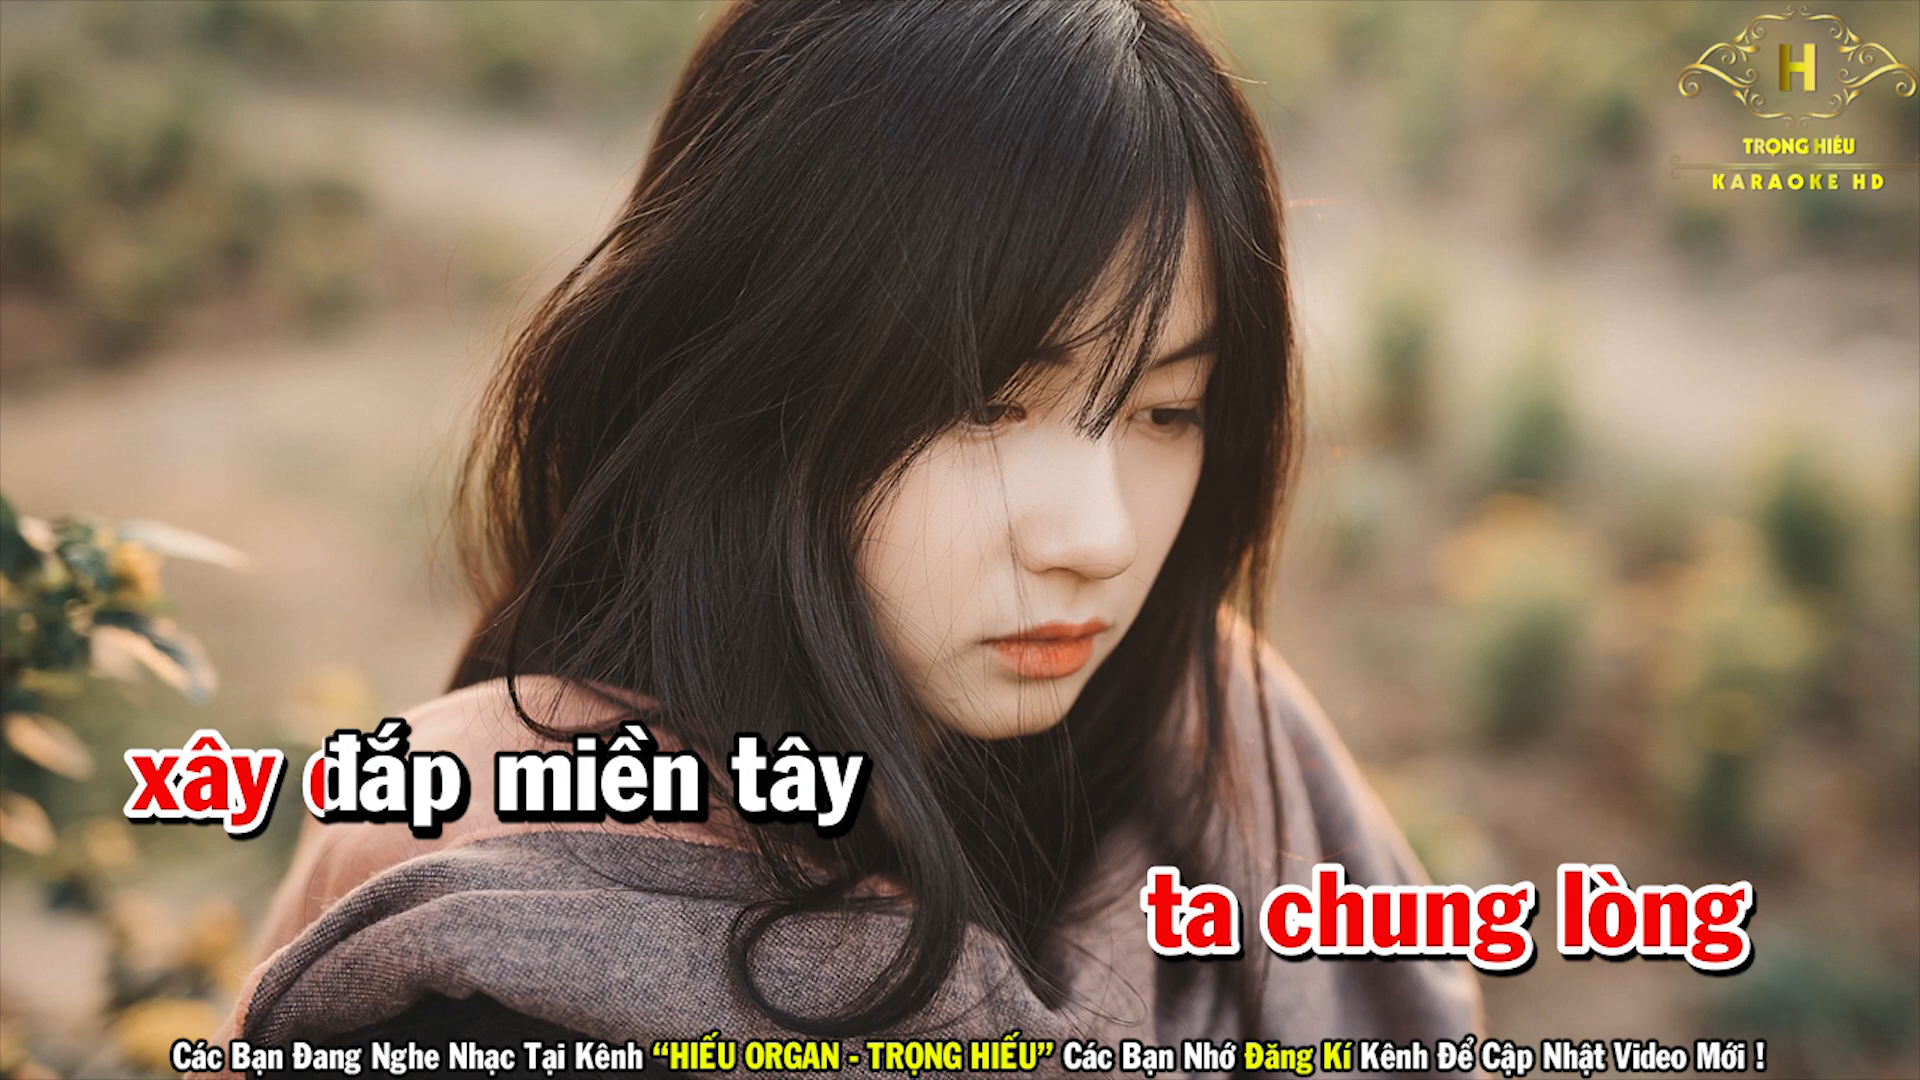 H
TRỌNG HIẾU
KARAOKE HD
xây đắp miền tây
ta chung lòng
Các Bạn Đang Nghe Nhạc Tại Kênh “HIẾU ORGAN - TRỌNG HIẾU” Các Bạn Nhớ Đăng Kí Kênh Để Cập Nhật Video Mới !